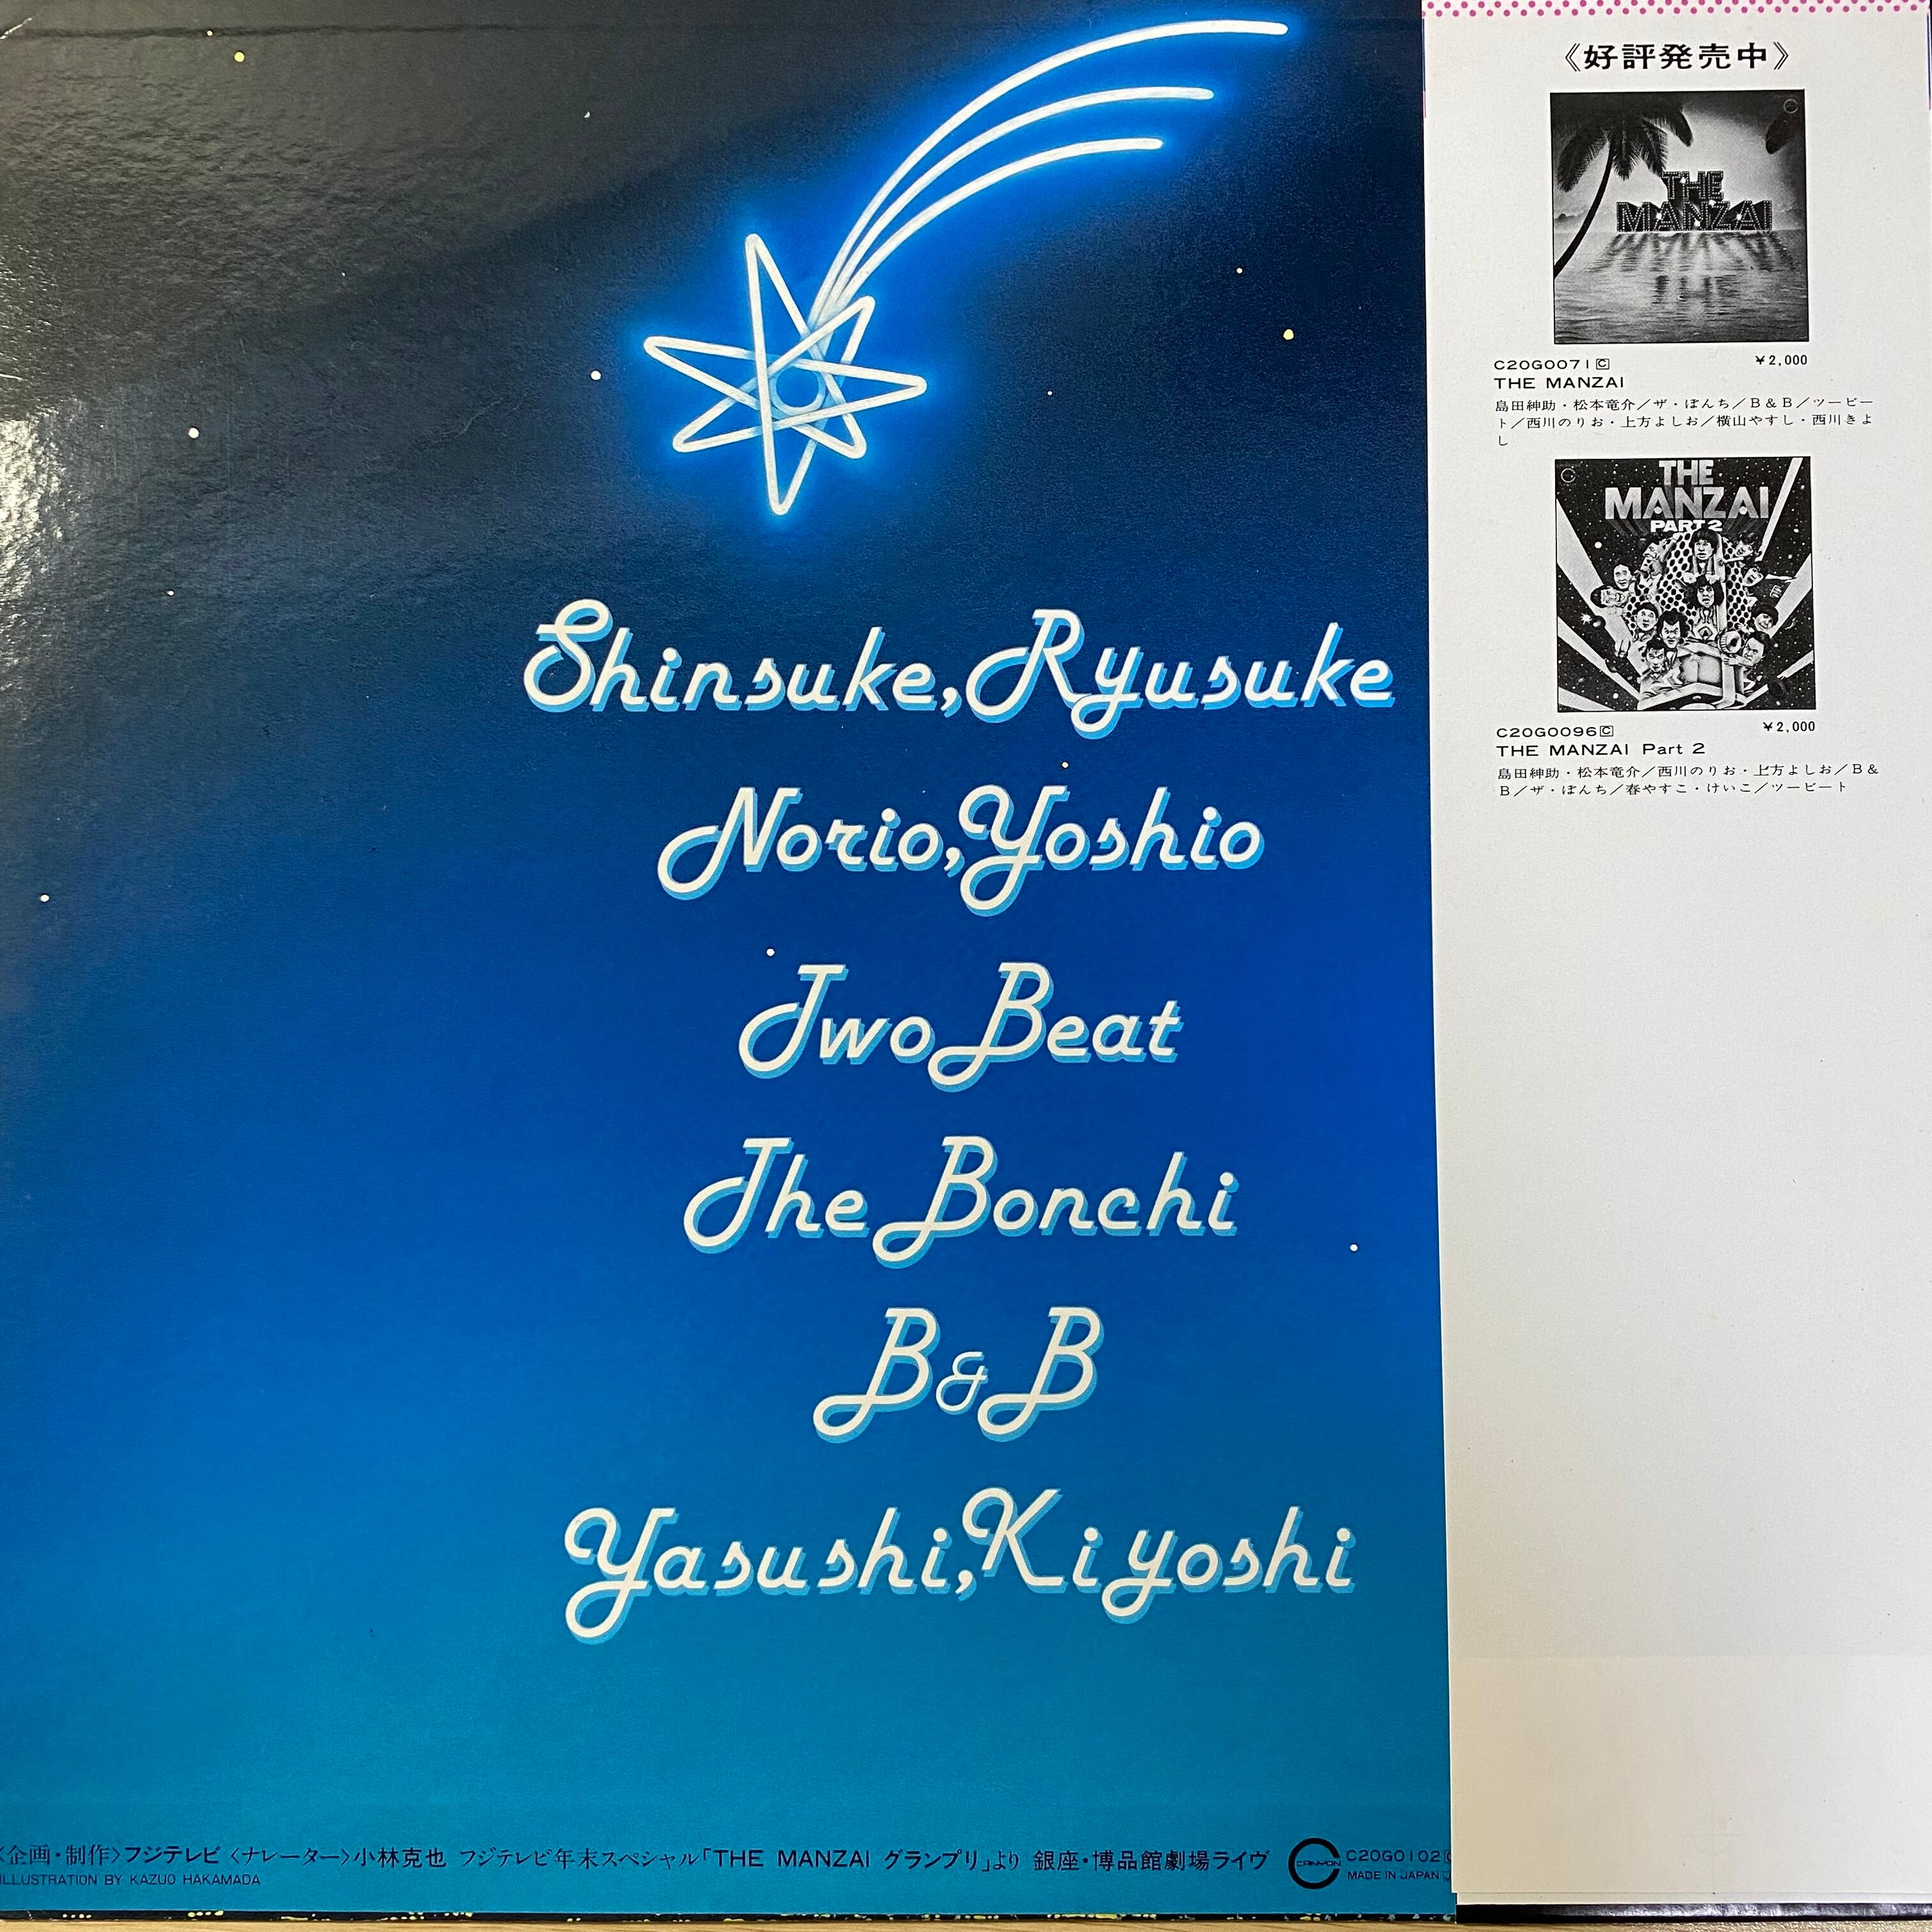 Shinsuke, Ryusuke
Norio, Yoshio
Two Beat
The Bonchi
B&B
Yasushi, Kiyoshi
〈企画・制作〉フジテレビ〈ナレーター〉小林克也 フジテレビ年末スペシャル「THE MANZAI グランプリ」より 銀座・博品館劇場ライヴ
ILLUSTRATION BY KAZUO HAKAMADA
CANYON
C20G0102
MADE IN JAPAN
《好評発売中》
THE
MANZAI
C20G0071 C ¥2,000
THE MANZAI
島田紳助・松本竜介／ザ・ぼんち／B＆B／ツービー
ト／西川のりお・上方よしお／横山やすし・西川きよ
し
THE
MANZAI
PART 2
C20G0096 C ¥2,000
THE MANZAI Part 2
島田紳助・松本竜介／西川のりお・上方よしお／B＆
B／ザ・ぼんち／春やすこ・けいこ／ツービート